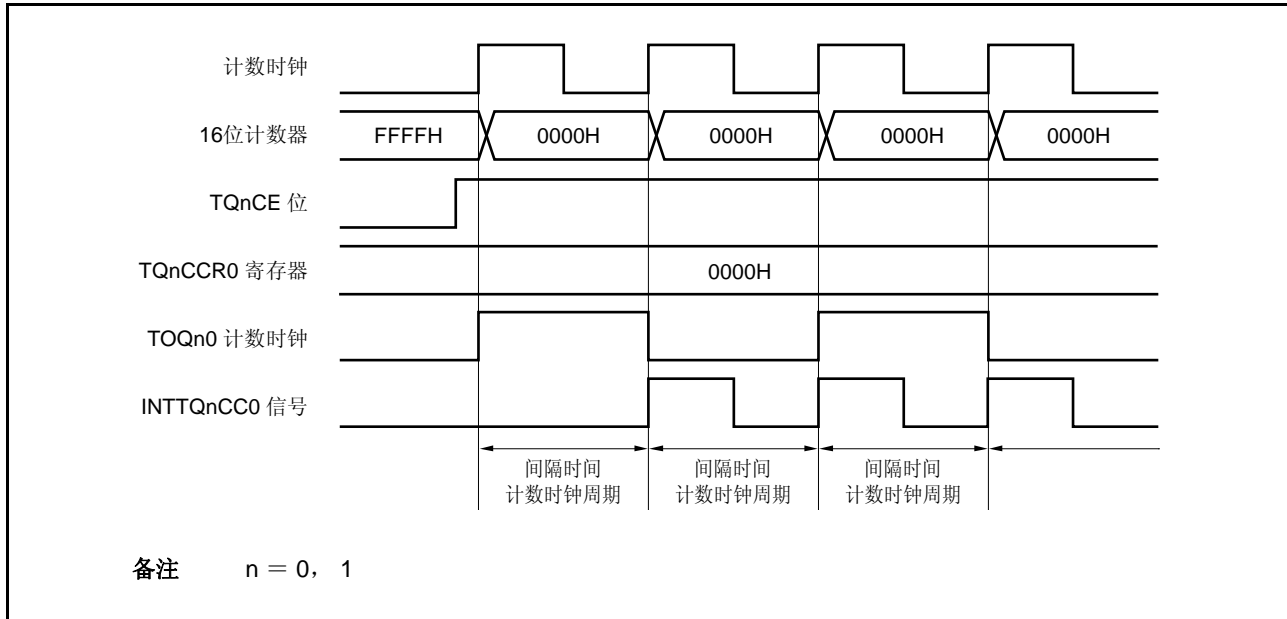 计数时钟
16位计数器 FFFFH 0000H 0000H 0000H 0000H
TQnCE 位
TQnCCR0 寄存器 0000H
TOQn0 计数时钟
INTTQnCC0 信号
间隔时间 间隔时间 间隔时间
计数时钟周期 计数时钟周期 计数时钟周期
备注 n = 0， 1